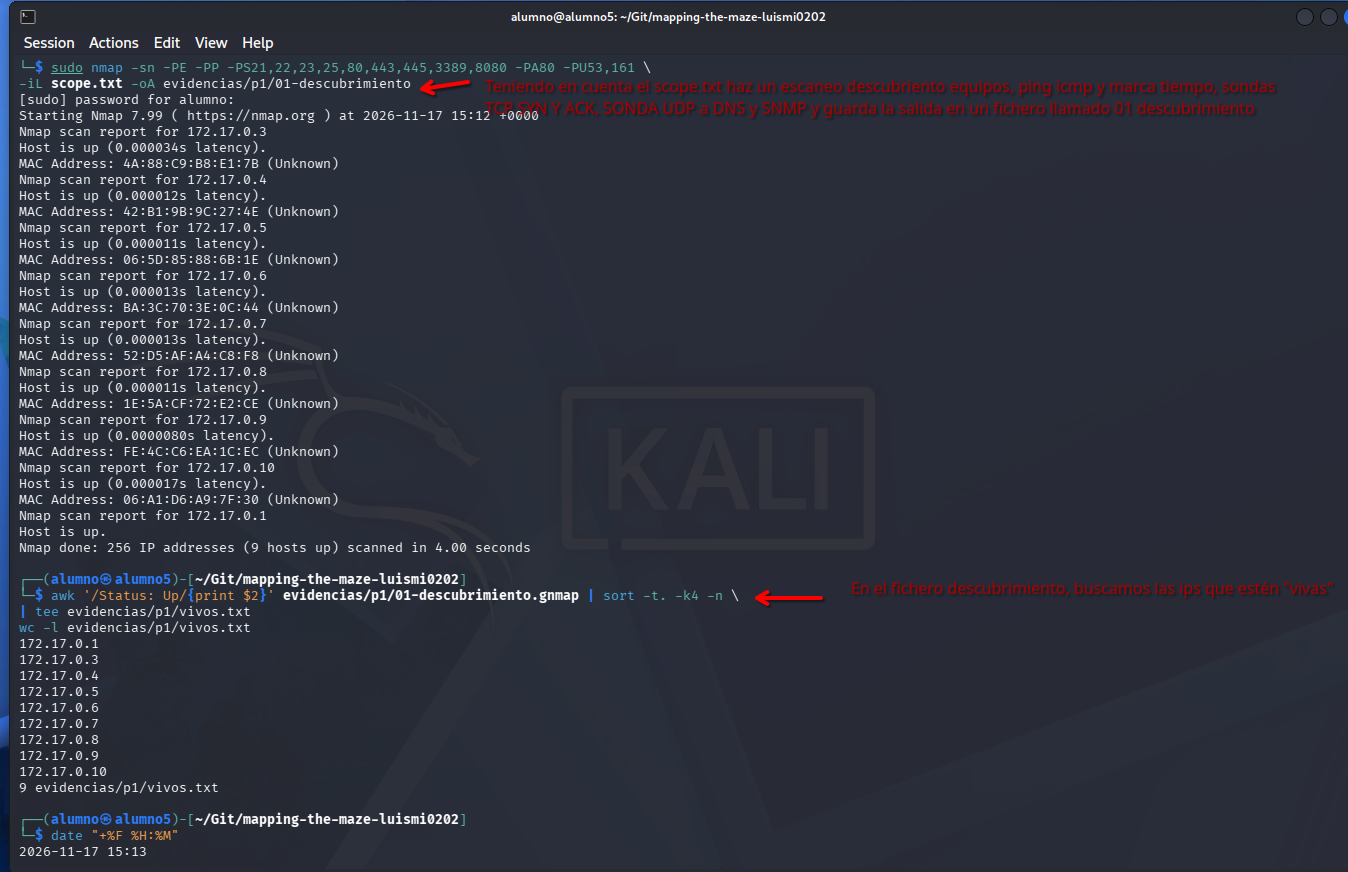 alumno@alumno5: ~/Git/mapping-the-maze-luismi0202
Session Actions Edit View Help
└─$ sudo nmap -sn -PE -PP -PS21,22,23,25,80,443,445,3389,8080 -PA80 -PU53,161 \
-iL scope.txt -oA evidencias/p1/01-descubrimiento
Teniendo en cuenta el scope.txt haz un escaneo descubriento equipos, ping icmp y marca tiempo, sondas
TCP SYN Y ACK, SONDA UDP a DNS y SNMP y guarda la salida en un fichero llamado 01 descubrimiento
[sudo] password for alumno:
Starting Nmap 7.99 ( https://nmap.org ) at 2026-11-17 15:12 +0000
Nmap scan report for 172.17.0.3
Host is up (0.000034s latency).
MAC Address: 4A:88:C9:B8:E1:7B (Unknown)
Nmap scan report for 172.17.0.4
Host is up (0.000012s latency).
MAC Address: 42:B1:9B:9C:27:4E (Unknown)
Nmap scan report for 172.17.0.5
Host is up (0.000011s latency).
MAC Address: 06:5D:85:88:6B:1E (Unknown)
Nmap scan report for 172.17.0.6
Host is up (0.000013s latency).
MAC Address: BA:3C:70:3E:0C:44 (Unknown)
Nmap scan report for 172.17.0.7
Host is up (0.000013s latency).
MAC Address: 52:D5:AF:A4:C8:F8 (Unknown)
Nmap scan report for 172.17.0.8
Host is up (0.000011s latency).
MAC Address: 1E:5A:CF:72:E2:CE (Unknown)
Nmap scan report for 172.17.0.9
Host is up (0.0000080s latency).
MAC Address: FE:4C:C6:EA:1C:EC (Unknown)
Nmap scan report for 172.17.0.10
Host is up (0.000017s latency).
MAC Address: 06:A1:D6:A9:7F:30 (Unknown)
Nmap scan report for 172.17.0.1
Host is up.
Nmap done: 256 IP addresses (9 hosts up) scanned in 4.00 seconds
KALI
┌──(alumno㉿alumno5)-[~/Git/mapping-the-maze-luismi0202]
└─$ awk '/Status: Up/{print $2}' evidencias/p1/01-descubrimiento.gnmap | sort -t. -k4 -n \
En el fichero descubrimiento, buscamos las ips que estén "vivas"
| tee evidencias/p1/vivos.txt
wc -l evidencias/p1/vivos.txt
172.17.0.1
172.17.0.3
172.17.0.4
172.17.0.5
172.17.0.6
172.17.0.7
172.17.0.8
172.17.0.9
172.17.0.10
9 evidencias/p1/vivos.txt
┌──(alumno㉿alumno5)-[~/Git/mapping-the-maze-luismi0202]
└─$ date "+%F %H:%M"
2026-11-17 15:13